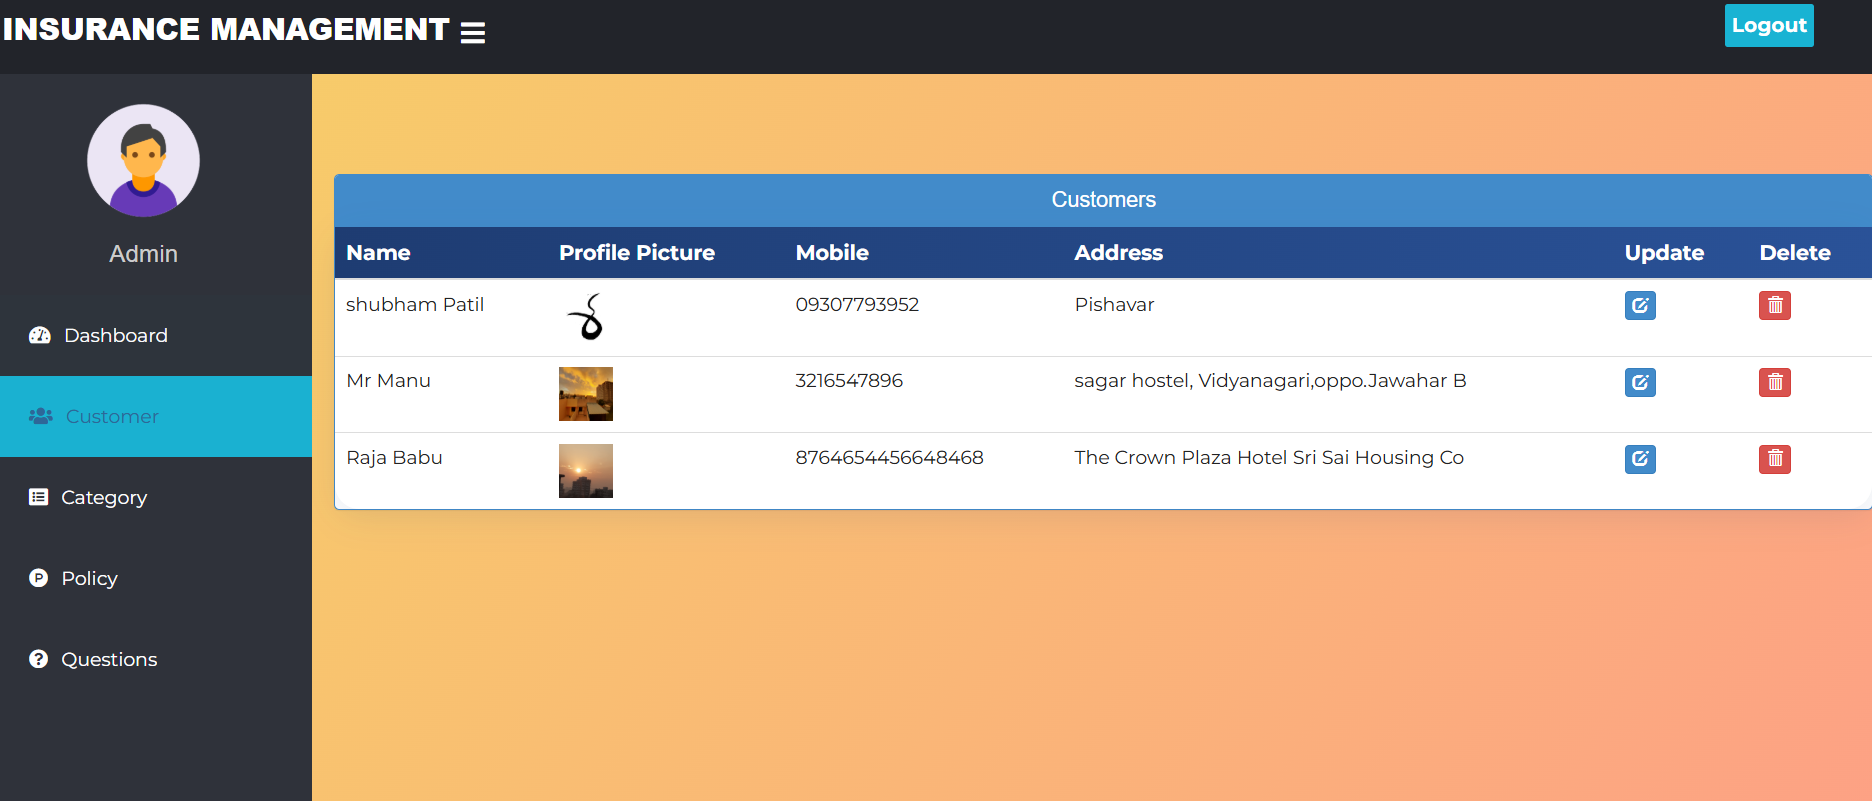 INSURANCE MANAGEMENT
Logout
Admin
Dashboard
Customer
Category
Policy
Questions
Customers
Name Profile Picture Mobile Address Update Delete
shubham Patil 09307793952 Pishavar
Mr Manu 3216547896 sagar hostel, Vidyanagari,oppo.Jawahar B
Raja Babu 8764654456648468 The Crown Plaza Hotel Sri Sai Housing Co